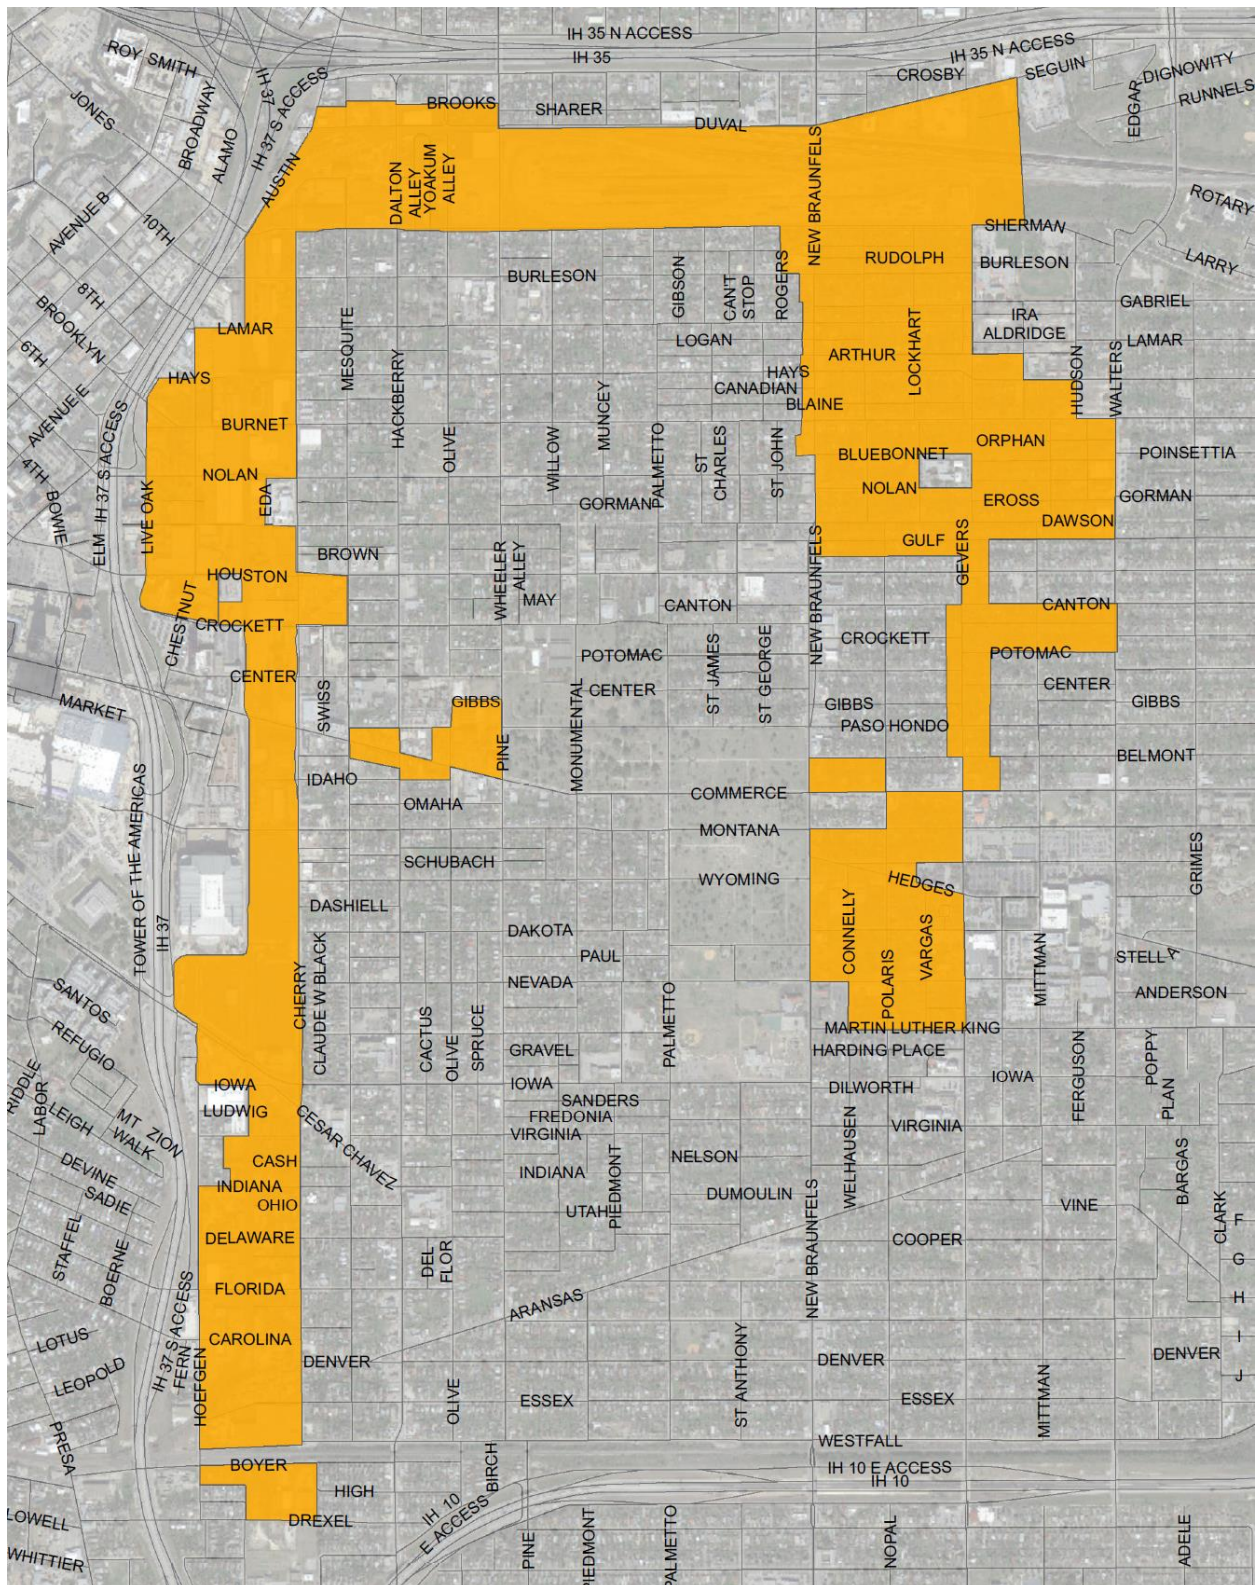 IH 35 N ACCESS
IH 35
IH 35 N ACCESS
ROY SMITH
IH 37
IH 37 S ACCESS
CROSBY
SEGUIN
DIGNOWITY
EDGAR
RUNNELS
JONES
BROADWAY
ALAMO
BROOKS
SHARER
DUVAL
NEW BRAUNFELS
AUSTIN
DALTON
ALLEY
YOAKUM
ALLEY
AVENUE B
10TH
ROTARY
SHERMAN
LARRY
RUDOLPH
BURLESON
BURLESON
GIBSON
CAN'T
STOP
ROGERS
8TH
BROOKLYN
GABRIEL
IRA
ALDRIDGE
LAMAR
LAMAR
6TH
LOGAN
MESQUITE
HACKBERRY
ARTHUR
LOCKHART
HAYS
HAYS
CANADIAN
BLAINE
HUDSON
WALTERS
AVENUE E
IH 37 S ACCESS
BURNET
OLIVE
WILLOW
MUNCEY
PALMETTO
ST
CHARLES
ST JOHN
ORPHAN
BLUEBONNET
POINSETTIA
4TH
BOWIE
ELM
LIVE OAK
NOLAN
EDA
GORMAN
NOLAN
EROSS
GORMAN
DAWSON
GULF
GEVERS
BROWN
WHEELER
ALLEY
NEW BRAUNFELS
HOUSTON
CHESTNUT
MAY
CANTON
CANTON
CROCKETT
CROCKETT
POTOMAC
POTOMAC
ST JAMES
ST GEORGE
CENTER
CENTER
CENTER
SWISS
GIBBS
GIBBS
GIBBS
MARKET
MONUMENTAL
PINE
PASO HONDO
BELMONT
IDAHO
OMAHA
COMMERCE
MONTANA
TOWER OF THE AMERICAS
IH 37
SCHUBACH
WYOMING
HEDGES
GRIMES
DASHIELL
DAKOTA
CONNELLY
VARGAS
POLARIS
PAUL
STELLA
MITTMAN
SANTOS
CHERRY
CLAUDE W BLACK
NEVADA
ANDERSON
REFUGIO
CACTUS
OLIVE
SPRUCE
PALMETTO
MARTIN LUTHER KING
GRAVEL
HARDING PLACE
RIDDLE
LABOR
IOWA
IOWA
IOWA
DILWORTH
FERGUSON
POPPY
PLAN
LEIGH
MT ZION
WALK
LUDWIG
CESAR CHAVEZ
SANDERS
FREDONIA
VIRGINIA
VIRGINIA
WELHAUSEN
DEVINE
SADIE
CASH
INDIANA
INDIANA
PIEDMONT
NELSON
BARGAS
CLARK
STAFFEL
OHIO
UTAH
DUMOULIN
NEW BRAUNFELS
VINE
F
BOERNE
DELAWARE
DEL
FLOR
COOPER
G
FLORIDA
ARANSAS
H
LOTUS
IH 37 S ACCESS
FERN
HOEFGEN
CAROLINA
I
LEOPOLD
DENVER
ST ANTHONY
DENVER
DENVER
J
OLIVE
ESSEX
ESSEX
MITTMAN
PRESA
WESTFALL
BOYER
BIRCH
IH 10 E ACCESS
IH 10
HIGH
IH 10
E ACCESS
LOWELL
DREXEL
WHITTIER
PINE
PIEDMONT
PALMETTO
NOPAL
ADELE